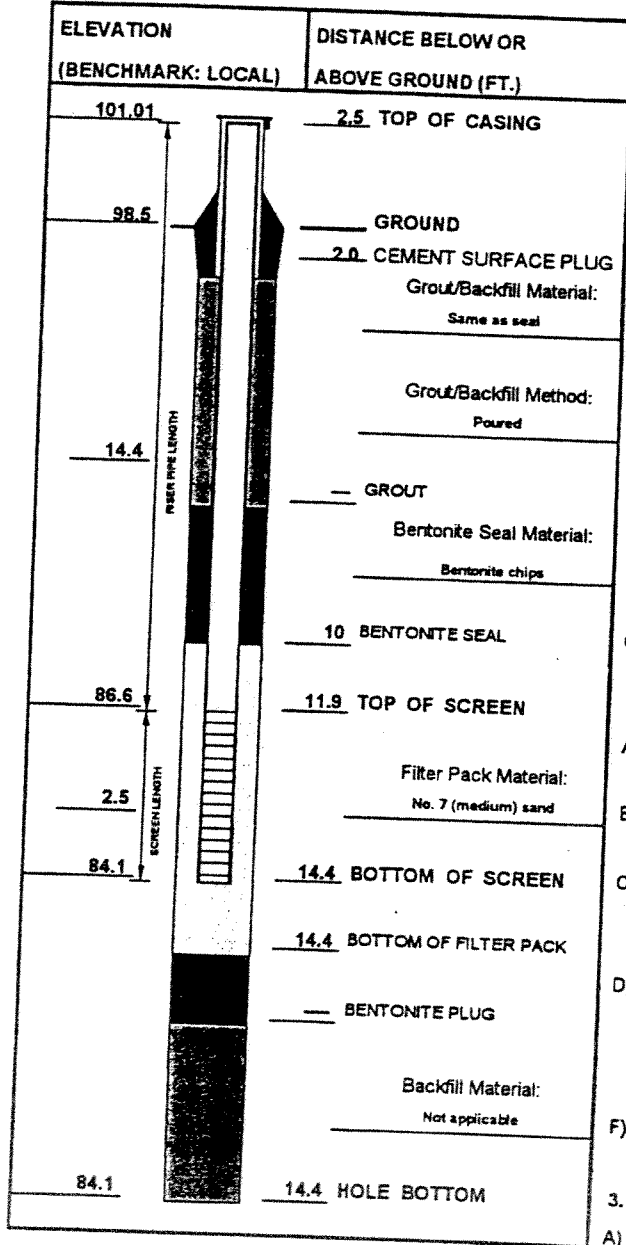 ELEVATION
(BENCHMARK: LOCAL)
DISTANCE BELOW OR
ABOVE GROUND (FT.)
101.01
2.5 TOP OF CASING
98.5
GROUND
2.0 CEMENT SURFACE PLUG
Grout/Backfill Material:
Same as seal
Grout/Backfill Method:
Poured
14.4
RISER PIPE LENGTH
— GROUT
Bentonite Seal Material:
Bentonite chips
10 BENTONITE SEAL
86.6
11.9 TOP OF SCREEN
Filter Pack Material:
No. 7 (medium) sand
2.5
SCREEN LENGTH
84.1
14.4 BOTTOM OF SCREEN
14.4 BOTTOM OF FILTER PACK
— BENTONITE PLUG
Backfill Material:
Not applicable
84.1
14.4 HOLE BOTTOM
D
F)
3.
A)